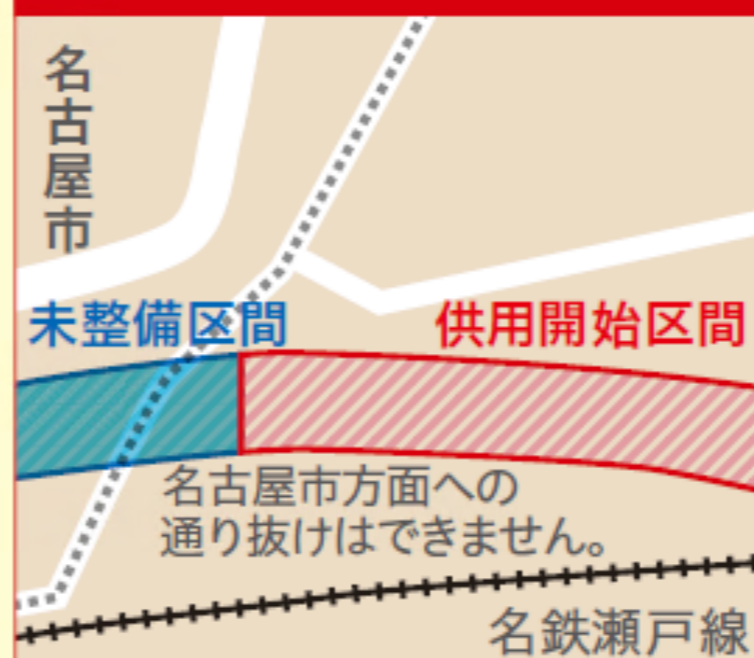 名古屋市
未整備区間
供用開始区間
名古屋市方面への
通り抜けはできません。
名鉄瀬戸線